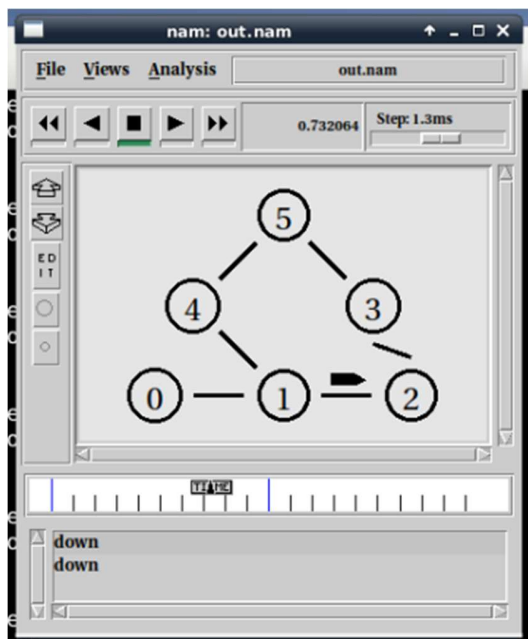 nam: out.nam
File Views Analysis out.nam
0.732064 Step: 1.3ms
E D
I T
5
4 3
0 1 2
TIME
down
down